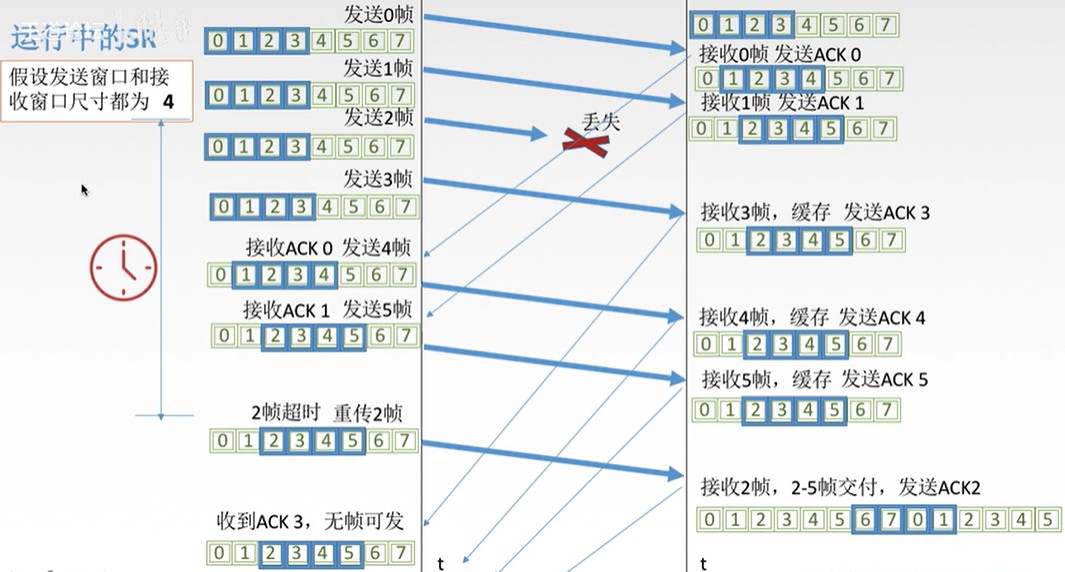 运行中的SR
假设发送窗口和接
收窗口尺寸都为 4
发送0帧
0 1 2 3 4 5 6 7
发送1帧
0 1 2 3 4 5 6 7
发送2帧
0 1 2 3 4 5 6 7
发送3帧
0 1 2 3 4 5 6 7
接收ACK 0 发送4帧
0 1 2 3 4 5 6 7
接收ACK 1 发送5帧
0 1 2 3 4 5 6 7
2帧超时 重传2帧
0 1 2 3 4 5 6 7
收到ACK 3，无帧可发
0 1 2 3 4 5 6 7
丢失
t
0 1 2 3 4 5 6 7
接收0帧 发送ACK 0
0 1 2 3 4 5 6 7
接收1帧 发送ACK 1
0 1 2 3 4 5 6 7
接收3帧，缓存 发送ACK 3
0 1 2 3 4 5 6 7
接收4帧，缓存 发送ACK 4
0 1 2 3 4 5 6 7
接收5帧，缓存 发送ACK 5
0 1 2 3 4 5 6 7
接收2帧，2-5帧交付，发送ACK2
0 1 2 3 4 5 6 7 0 1 2 3 4 5
t